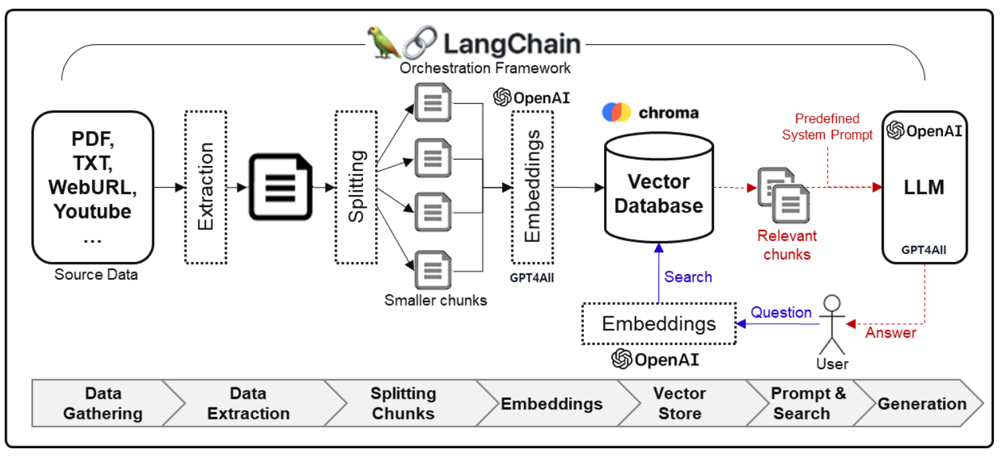 LangChain
Orchestration Framework
PDF,
TXT,
WebURL,
Youtube
...
Source Data
Extraction
Splitting
Smaller chunks
OpenAI
Embeddings
GPT4All
chroma
Vector
Database
Search
Embeddings
OpenAI
Question
User
Relevant
chunks
Predefined
System Prompt
OpenAI
LLM
GPT4All
Answer
Data
Gathering
Data
Extraction
Splitting
Chunks
Embeddings
Vector
Store
Prompt &
Search
Generation